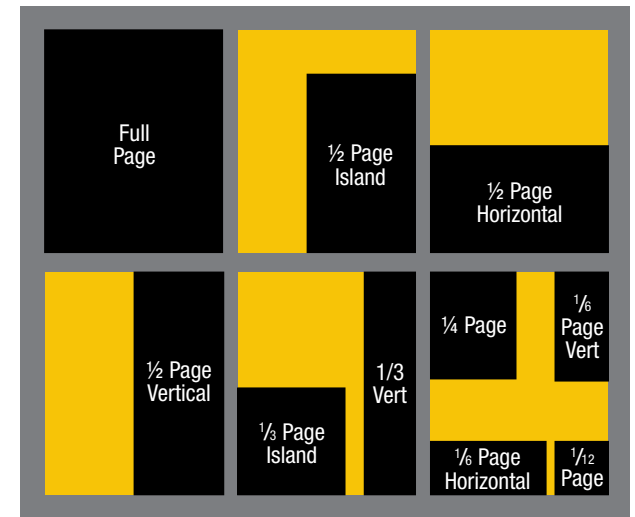 Full
Page
½ Page
Island
½ Page
Horizontal
½ Page
Vertical
⅓ Page
Island
1/3
Vert
¼ Page
⅙
Page
Vert
⅙ Page
Horizontal
1/12
Page